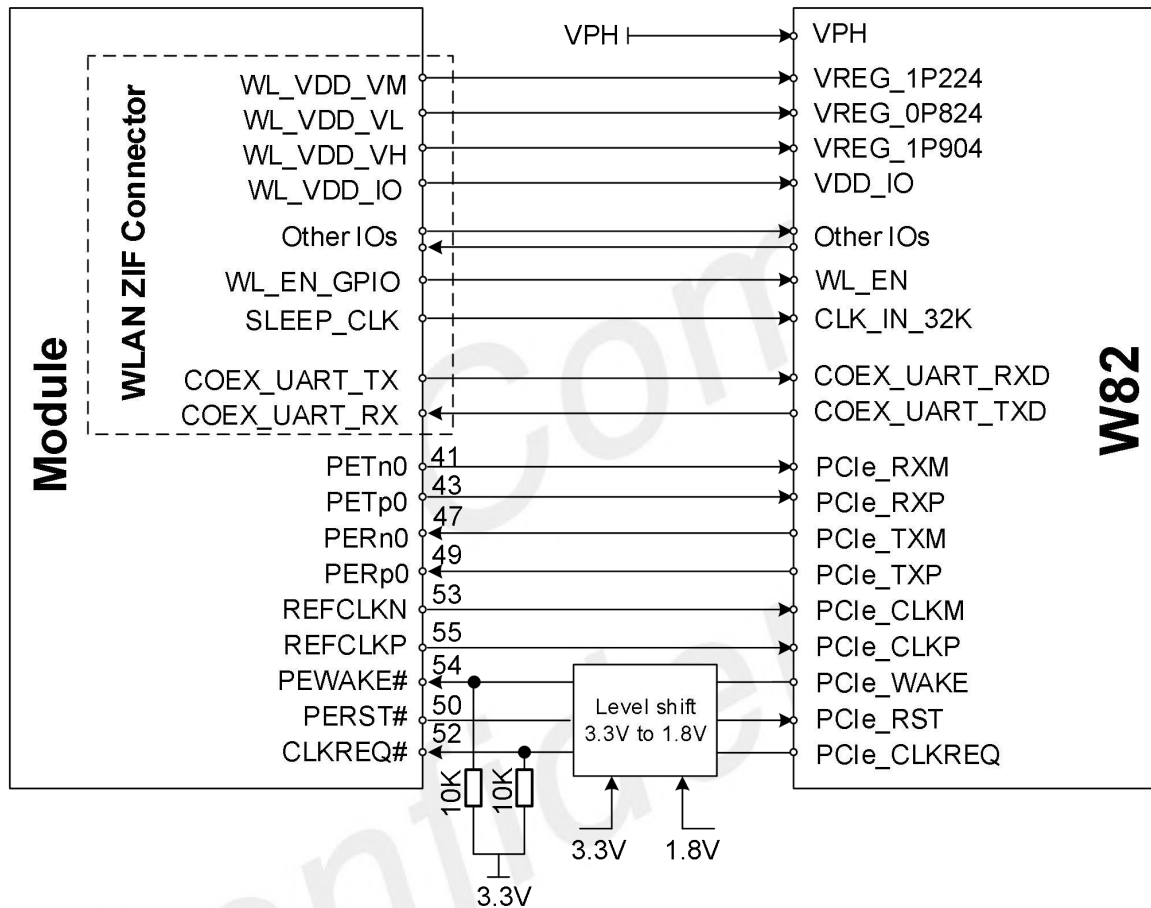 VPH VPH
WL_VDD_VM VREG_1P224
WL_VDD_VL VREG_0P824
WL_VDD_VH VREG_1P904
WL_VDD_IO VDD_IO
Other IOs Other IOs
WL_EN_GPIO WL_EN
SLEEP_CLK CLK_IN_32K
COEX_UART_TX COEX_UART_RXD
COEX_UART_RX COEX_UART_TXD
WLAN ZIF Connector
Module
W82
PETn0 41 PCIe_RXM
PETp0 43 PCIe_RXP
PERn0 47 PCIe_TXM
PERp0 49 PCIe_TXP
REFCLKN 53 PCIe_CLKM
REFCLKP 55 PCIe_CLKP
PEWAKE# 54 PCIe_WAKE
PERST# 50 PCIe_RST
CLKREQ# 52 PCIe_CLKREQ
Level shift
3.3V to 1.8V
10K 10K
3.3V 1.8V
3.3V